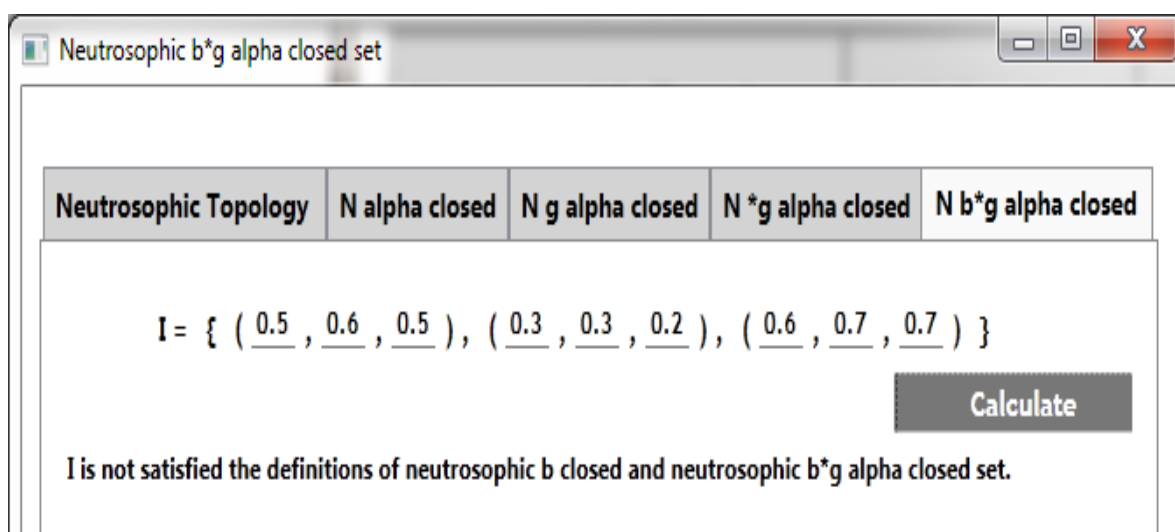 Neutrosophic b*g alpha closed set
Neutrosophic Topology N alpha closed N g alpha closed N *g alpha closed N b*g alpha closed
I = { ( 0.5 , 0.6 , 0.5 ) , ( 0.3 , 0.3 , 0.2 ) , ( 0.6 , 0.7 , 0.7 ) }
Calculate
I is not satisfied the definitions of neutrosophic b closed and neutrosophic b*g alpha closed set.